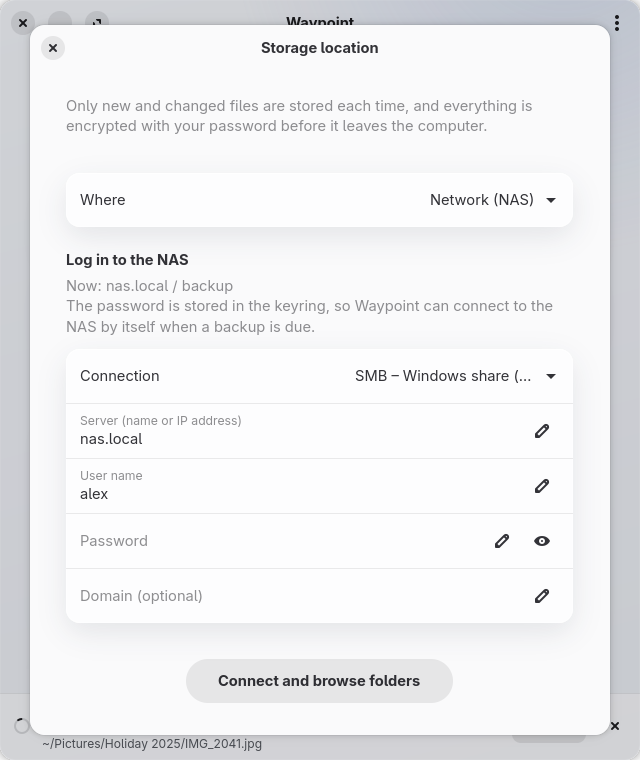 Waypoint
Storage location
Only new and changed files are stored each time, and everything is
encrypted with your password before it leaves the computer.
Where
Network (NAS)
Log in to the NAS
Now: nas.local / backup
The password is stored in the keyring, so Waypoint can connect to the
NAS by itself when a backup is due.
Connection
SMB – Windows share (...
Server (name or IP address)
nas.local
User name
alex
Password
Domain (optional)
Connect and browse folders
~/Pictures/Holiday 2025/IMG_2041.jpg